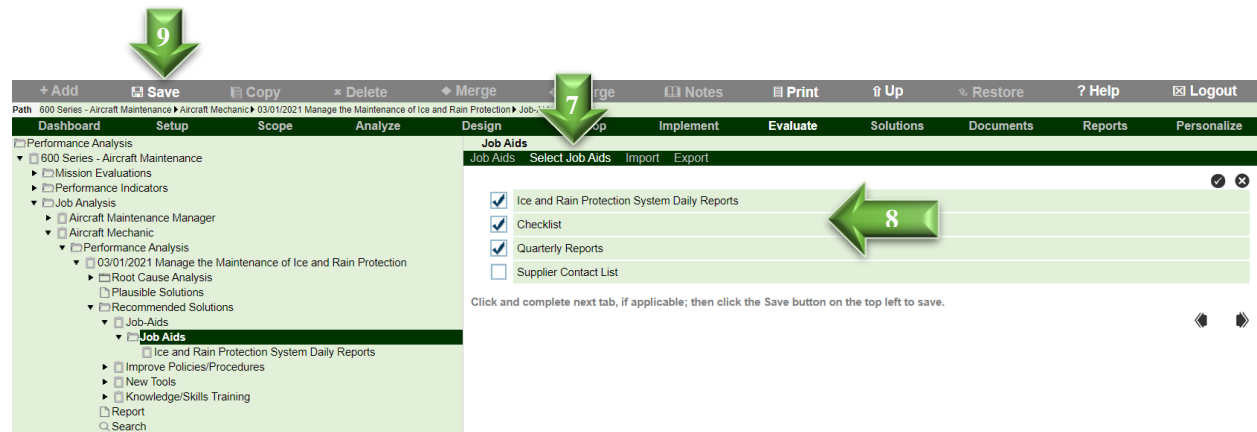 9
+ Add Save Copy × Delete Merge rge Notes Print Up Restore ? Help Logout
Path 600 Series - Aircraft Maintenance Aircraft Mechanic 03/01/2021 Manage the Maintenance of Ice and Rain Protection Job-
7
Dashboard Setup Scope Analyze Design op Implement Evaluate Solutions Documents Reports Personalize
Performance Analysis
600 Series - Aircraft Maintenance
Mission Evaluations
Performance Indicators
Job Analysis
Aircraft Maintenance Manager
Aircraft Mechanic
Performance Analysis
03/01/2021 Manage the Maintenance of Ice and Rain Protection
Root Cause Analysis
Plausible Solutions
Recommended Solutions
Job-Aids
Job Aids
Ice and Rain Protection System Daily Reports
Improve Policies/Procedures
New Tools
Knowledge/Skills Training
Report
Search
Job Aids
Job Aids Select Job Aids Import Export
Ice and Rain Protection System Daily Reports
Checklist
8
Quarterly Reports
Supplier Contact List
Click and complete next tab, if applicable; then click the Save button on the top left to save.